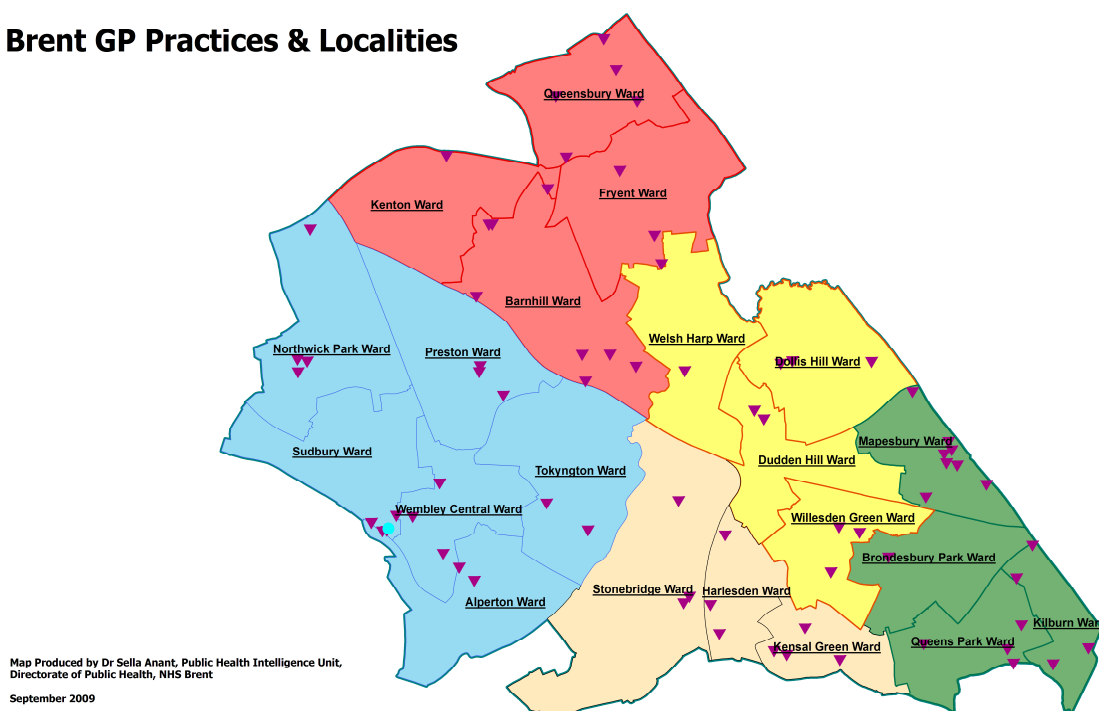 Brent GP Practices & Localities
Queensbury Ward
Fryent Ward
Kenton Ward
Barnhill Ward
Welsh Harp Ward
Northwick Park Ward
Preston Ward
Dollis Hill Ward
Mapesbury Ward
Sudbury Ward
Dudden Hill Ward
Tokyngton Ward
Wembley Central Ward
Willesden Green Ward
Brondesbury Park Ward
Stonebridge Ward
Harlesden Ward
Alperton Ward
Kilburn War
Queens Park Ward
Kensal Green Ward
Map Produced by Dr Sella Anant, Public Health Intelligence Unit,
Directorate of Public Health, NHS Brent
September 2009